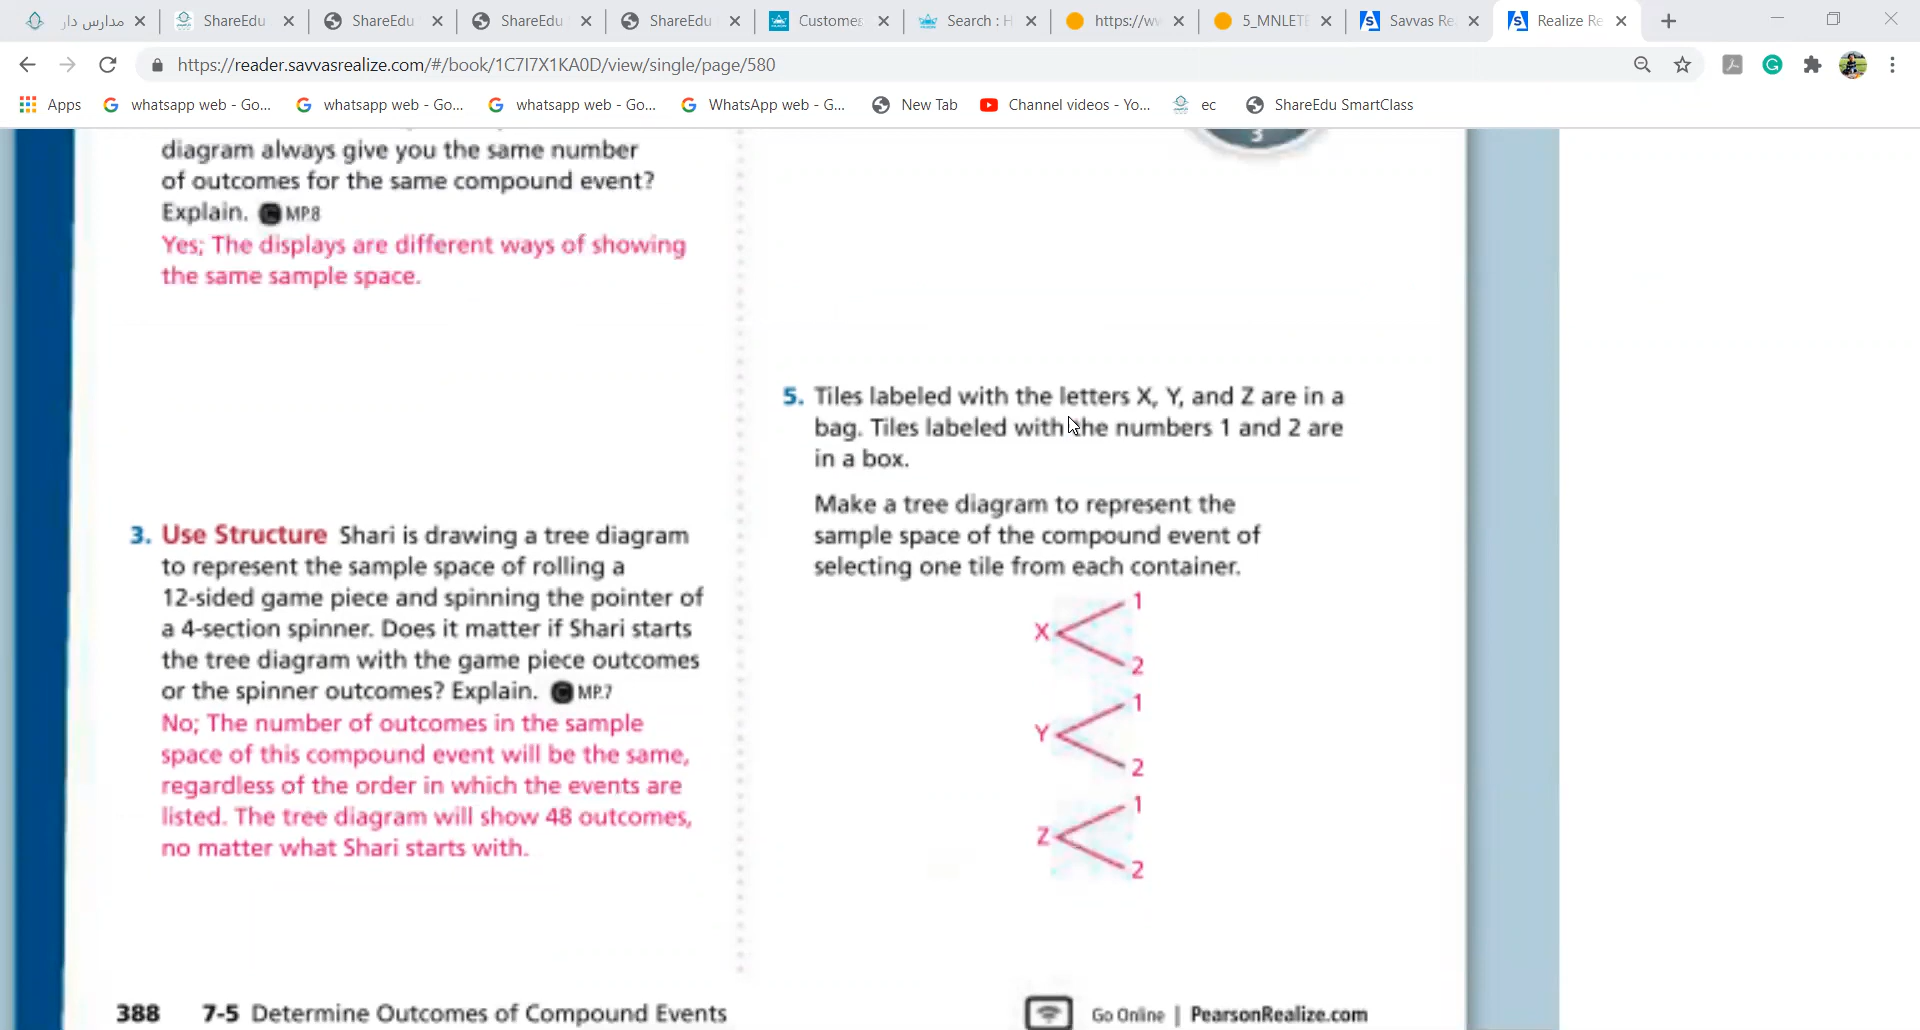 مدارس دار
ShareEdu
ShareEdu
ShareEdu
ShareEdu
Customer
Search : H
https://ww
5_MNLETE
Savvas Re
Realize Re
https://reader.savvasrealize.com/#/book/1C7I7X1KA0D/view/single/page/580
Apps
whatsapp web - Go...
whatsapp web - Go...
whatsapp web - Go...
WhatsApp web - G...
New Tab
Channel videos - Yo...
ec
ShareEdu SmartClass
diagram always give you the same number
of outcomes for the same compound event?
Explain. MP.8
Yes; The displays are different ways of showing
the same sample space.
3. Use Structure Shari is drawing a tree diagram
to represent the sample space of rolling a
12-sided game piece and spinning the pointer of
a 4-section spinner. Does it matter if Shari starts
the tree diagram with the game piece outcomes
or the spinner outcomes? Explain. MP.7
No; The number of outcomes in the sample
space of this compound event will be the same,
regardless of the order in which the events are
listed. The tree diagram will show 48 outcomes,
no matter what Shari starts with.
3
5. Tiles labeled with the letters X, Y, and Z are in a
bag. Tiles labeled with the numbers 1 and 2 are
in a box.
Make a tree diagram to represent the
sample space of the compound event of
selecting one tile from each container.
1
X
2
1
Y
2
1
Z
2
388 7-5 Determine Outcomes of Compound Events
Go Online | PearsonRealize.com